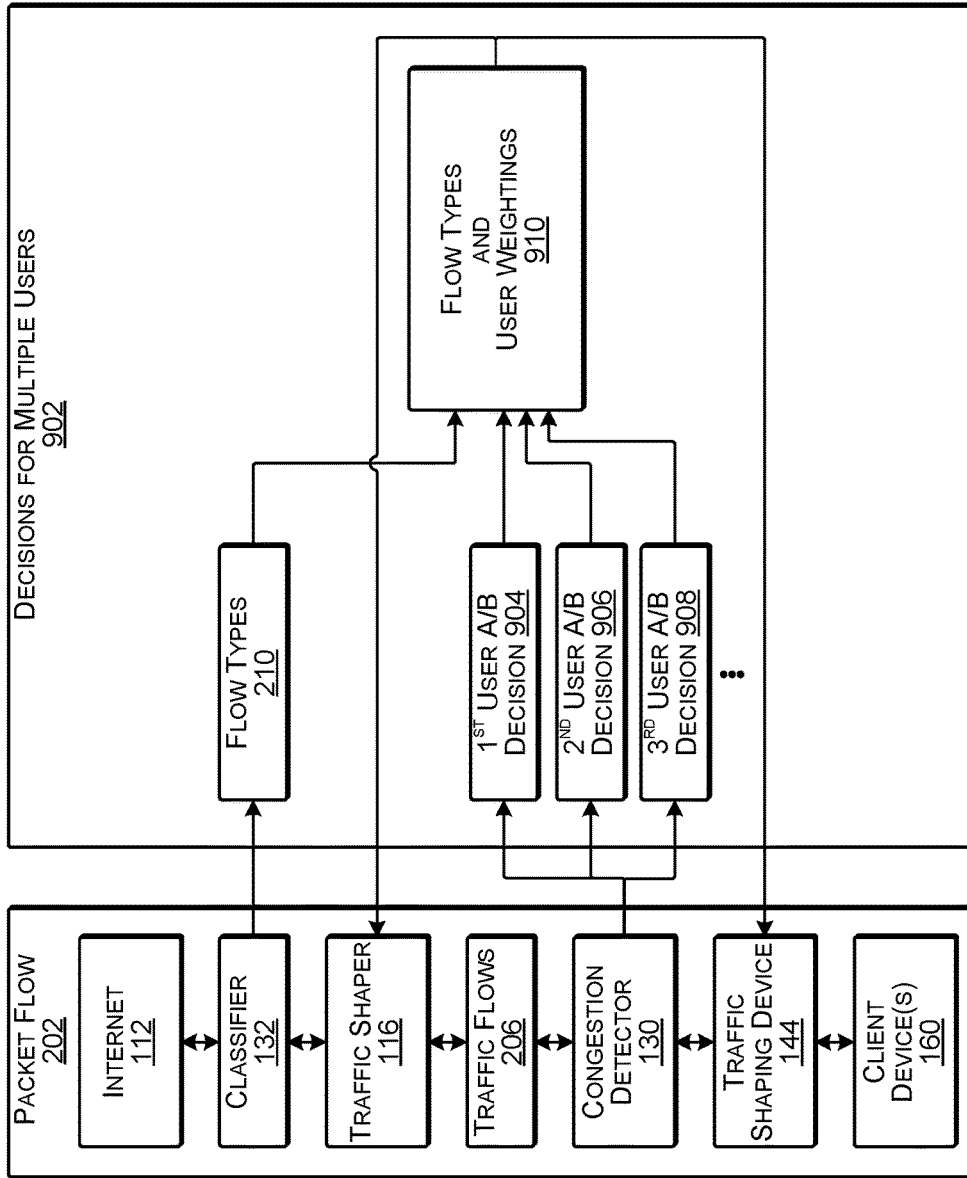 PACKET FLOW
202
INTERNET
112
CLASSIFIER
132
TRAFFIC SHAPER
116
TRAFFIC FLOWS
206
CONGESTION
DETECTOR
130
TRAFFIC
SHAPING DEVICE
144
CLIENT
DEVICE(S)
160
DECISIONS FOR MULTIPLE USERS
902
FLOW TYPES
210
1ST USER A/B
DECISION 904
2ND USER A/B
DECISION 906
3RD USER A/B
DECISION 908
FLOW TYPES
AND
USER WEIGHTINGS
910